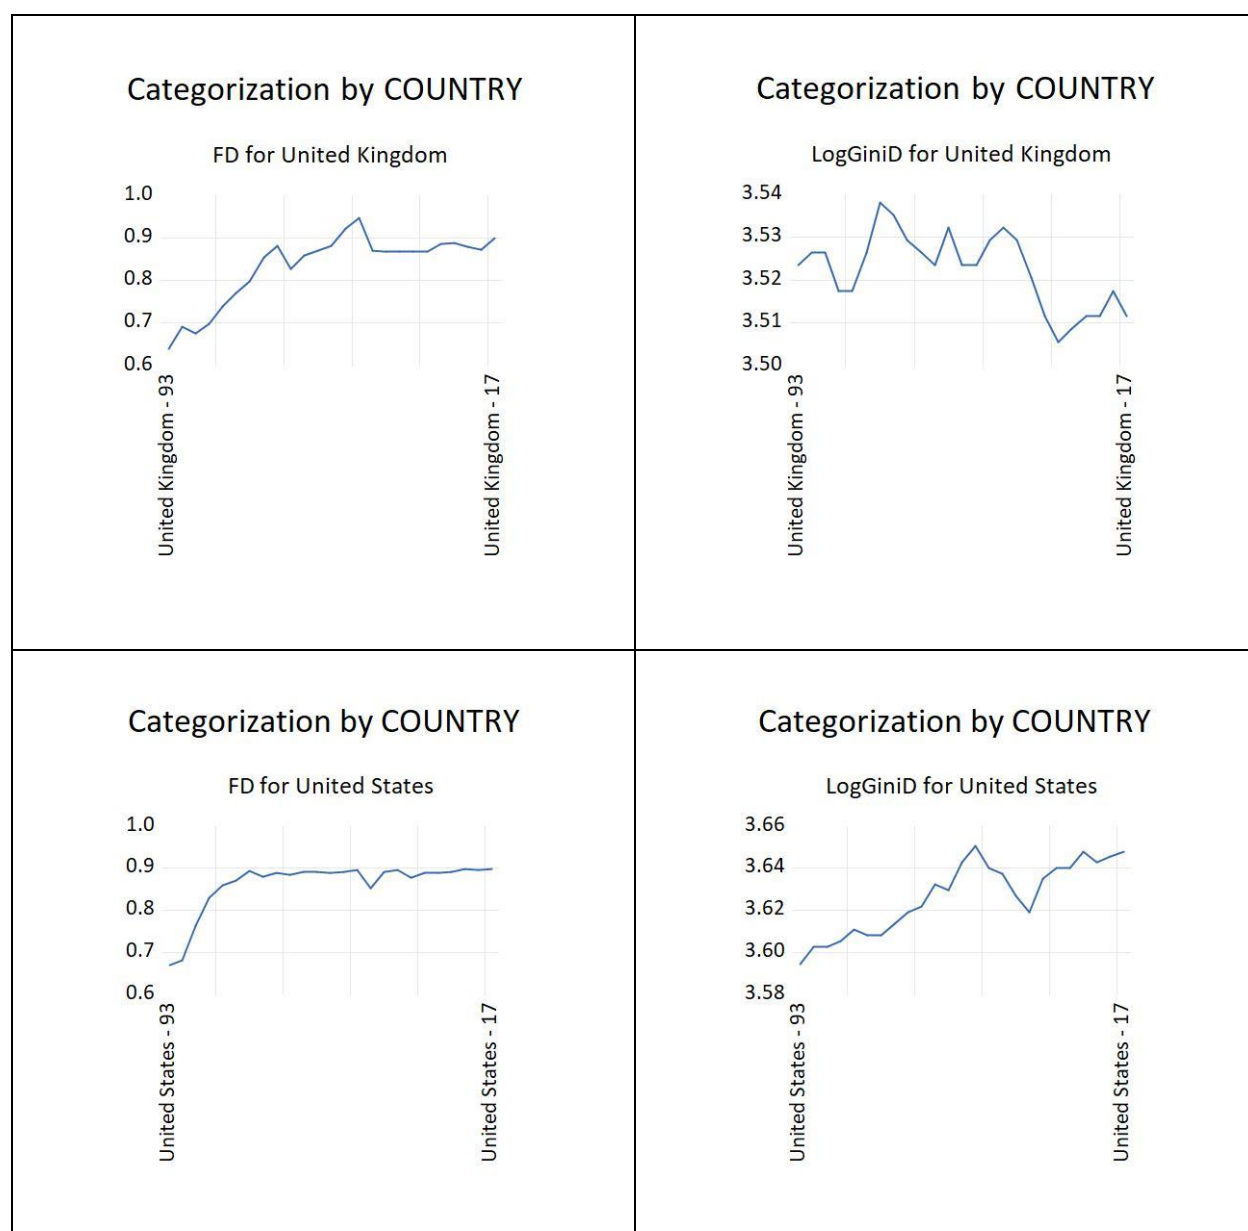 Categorization by COUNTRY
FD for United Kingdom
1.0
0.9
0.8
0.7
0.6
United Kingdom - 93
United Kingdom - 17
Categorization by COUNTRY
LogGiniD for United Kingdom
3.54
3.53
3.52
3.51
3.50
United Kingdom - 93
United Kingdom - 17
Categorization by COUNTRY
FD for United States
1.0
0.9
0.8
0.7
0.6
United States - 93
United States - 17
Categorization by COUNTRY
LogGiniD for United States
3.66
3.64
3.62
3.60
3.58
United States - 93
United States - 17